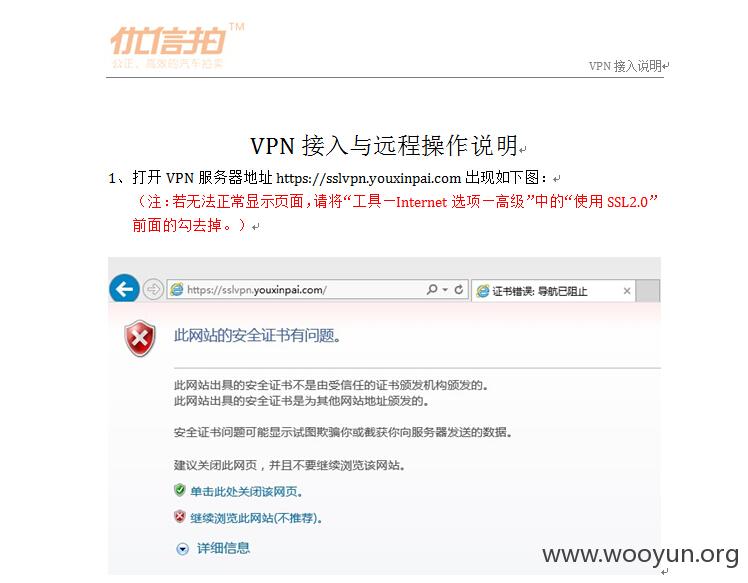 优信拍™
公正、高效的汽车拍卖
VPN 接入说明
VPN 接入与远程操作说明
1、打开 VPN 服务器地址 https://sslvpn.youxinpai.com 出现如下图：
（注：若无法正常显示页面，请将“工具—Internet 选项—高级”中的“使用 SSL2.0”
前面的勾去掉。）
https://sslvpn.youxinpai.com/
证书错误: 导航已阻止
此网站的安全证书有问题。
此网站出具的安全证书不是由受信任的证书颁发机构颁发的。
此网站出具的安全证书是为其他网站地址颁发的。
安全证书问题可能显示试图欺骗你或截获你向服务器发送的数据。
建议关闭此网页，并且不要继续浏览该网站。
单击此处关闭该网页。
继续浏览此网站(不推荐)。
详细信息
www.wooyun.org